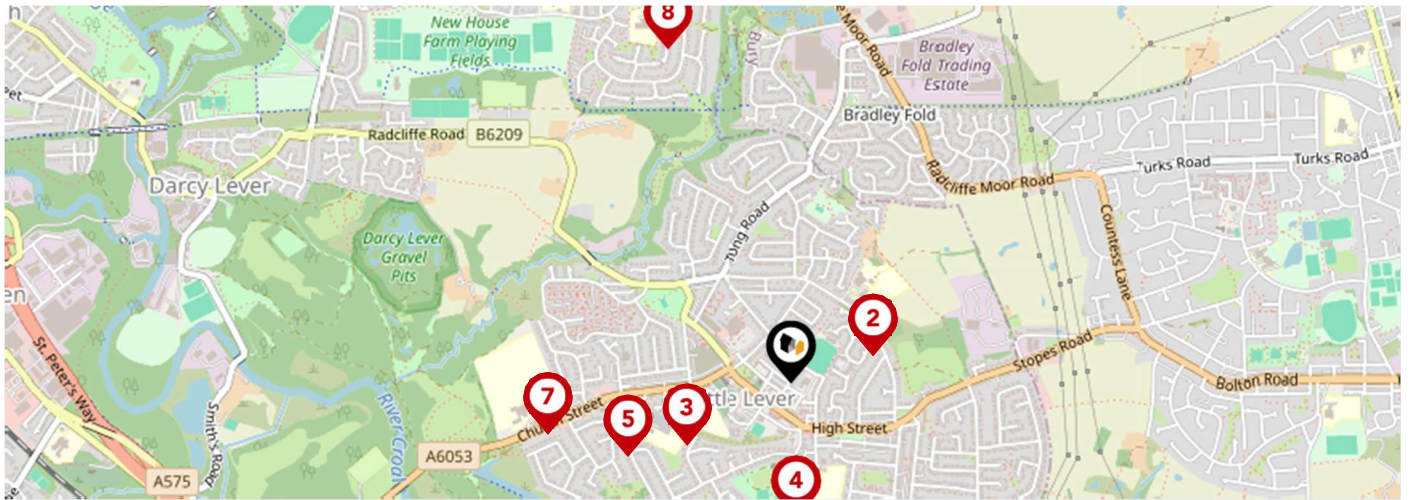 8
New House
Farm Playing
Fields
Bury
e Moor Road
Bradley
Fold Trading
Estate
n
Pet
Radcliffe Road
B6209
Bradley Fold
Turks Road
Turks Road
Darcy Lever
Radcliffe Moor Road
Darcy Lever
Gravel
Pits
Tong Road
Countess Lane
en
2
St. Peter's Way
Stopes Road
Bolton Road
7
5
3
Church Street
ttle Lever
High Street
River Croal
Smith's Road
A6053
A575
4
e